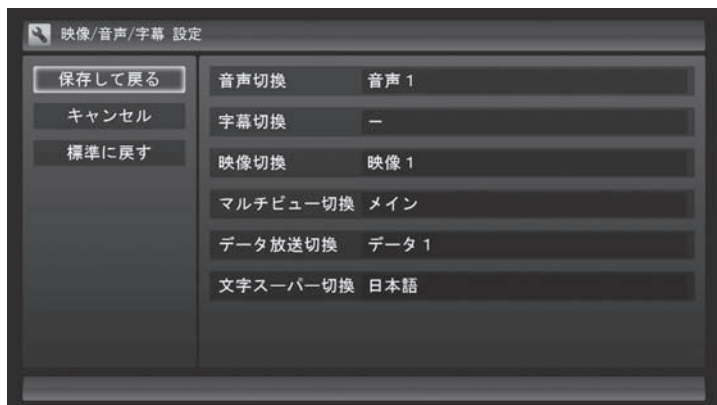 映像/音声/字幕 設定
保存して戻る
キャンセル
標準に戻す
音声切換 音声1
字幕切換 ー
映像切換 映像1
マルチビュー切換 メイン
データ放送切換 データ1
文字スーパー切換 日本語